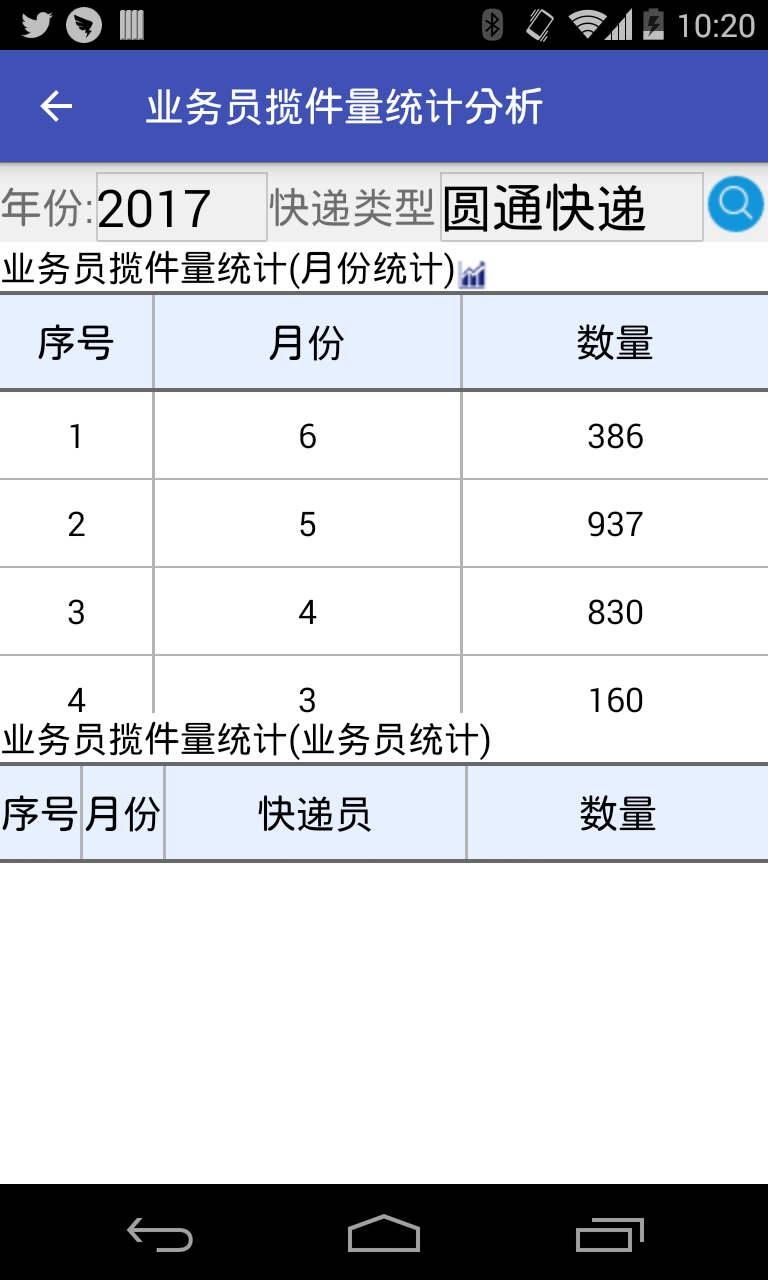 10:20
业务员揽件量统计分析
年份:2017 快递类型 圆通快递
业务员揽件量统计(月份统计)
序号 月份 数量
1 6 386
2 5 937
3 4 830
4 3 160
业务员揽件量统计(业务员统计)
序号 月份 快递员 数量